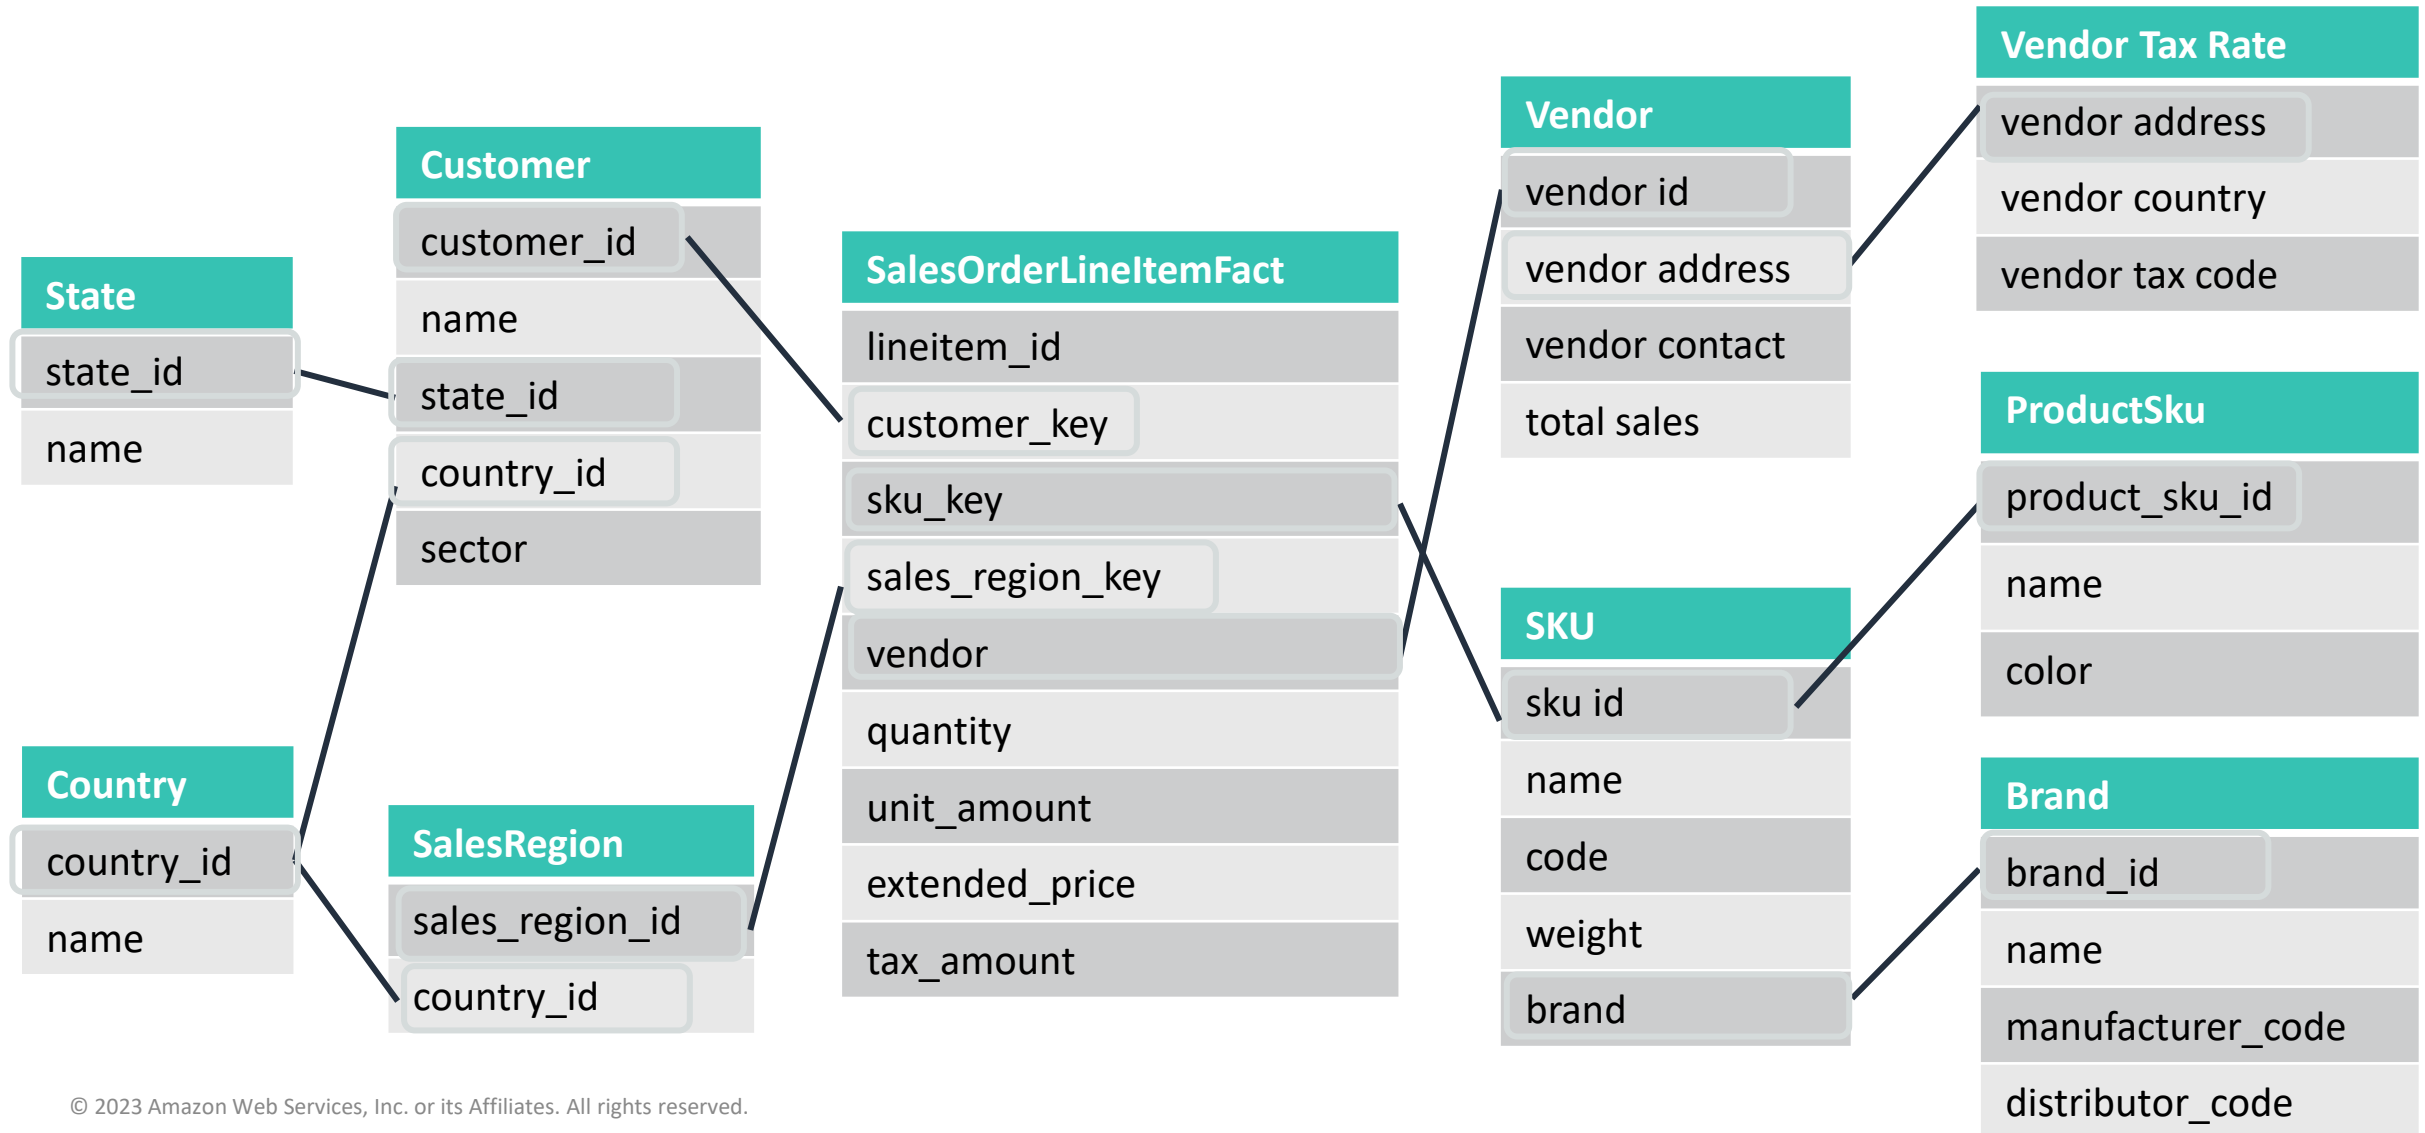 State
state_id
name
Country
country_id
name
Customer
customer_id
name
state_id
country_id
sector
SalesRegion
sales_region_id
country_id
SalesOrderLineItemFact
lineitem_id
customer_key
sku_key
sales_region_key
vendor
quantity
unit_amount
extended_price
tax_amount
Vendor
vendor id
vendor address
vendor contact
total sales
SKU
sku id
name
code
weight
brand
Vendor Tax Rate
vendor address
vendor country
vendor tax code
ProductSku
product_sku_id
name
color
Brand
brand_id
name
manufacturer_code
distributor_code
© 2023 Amazon Web Services, Inc. or its Affiliates. All rights reserved.